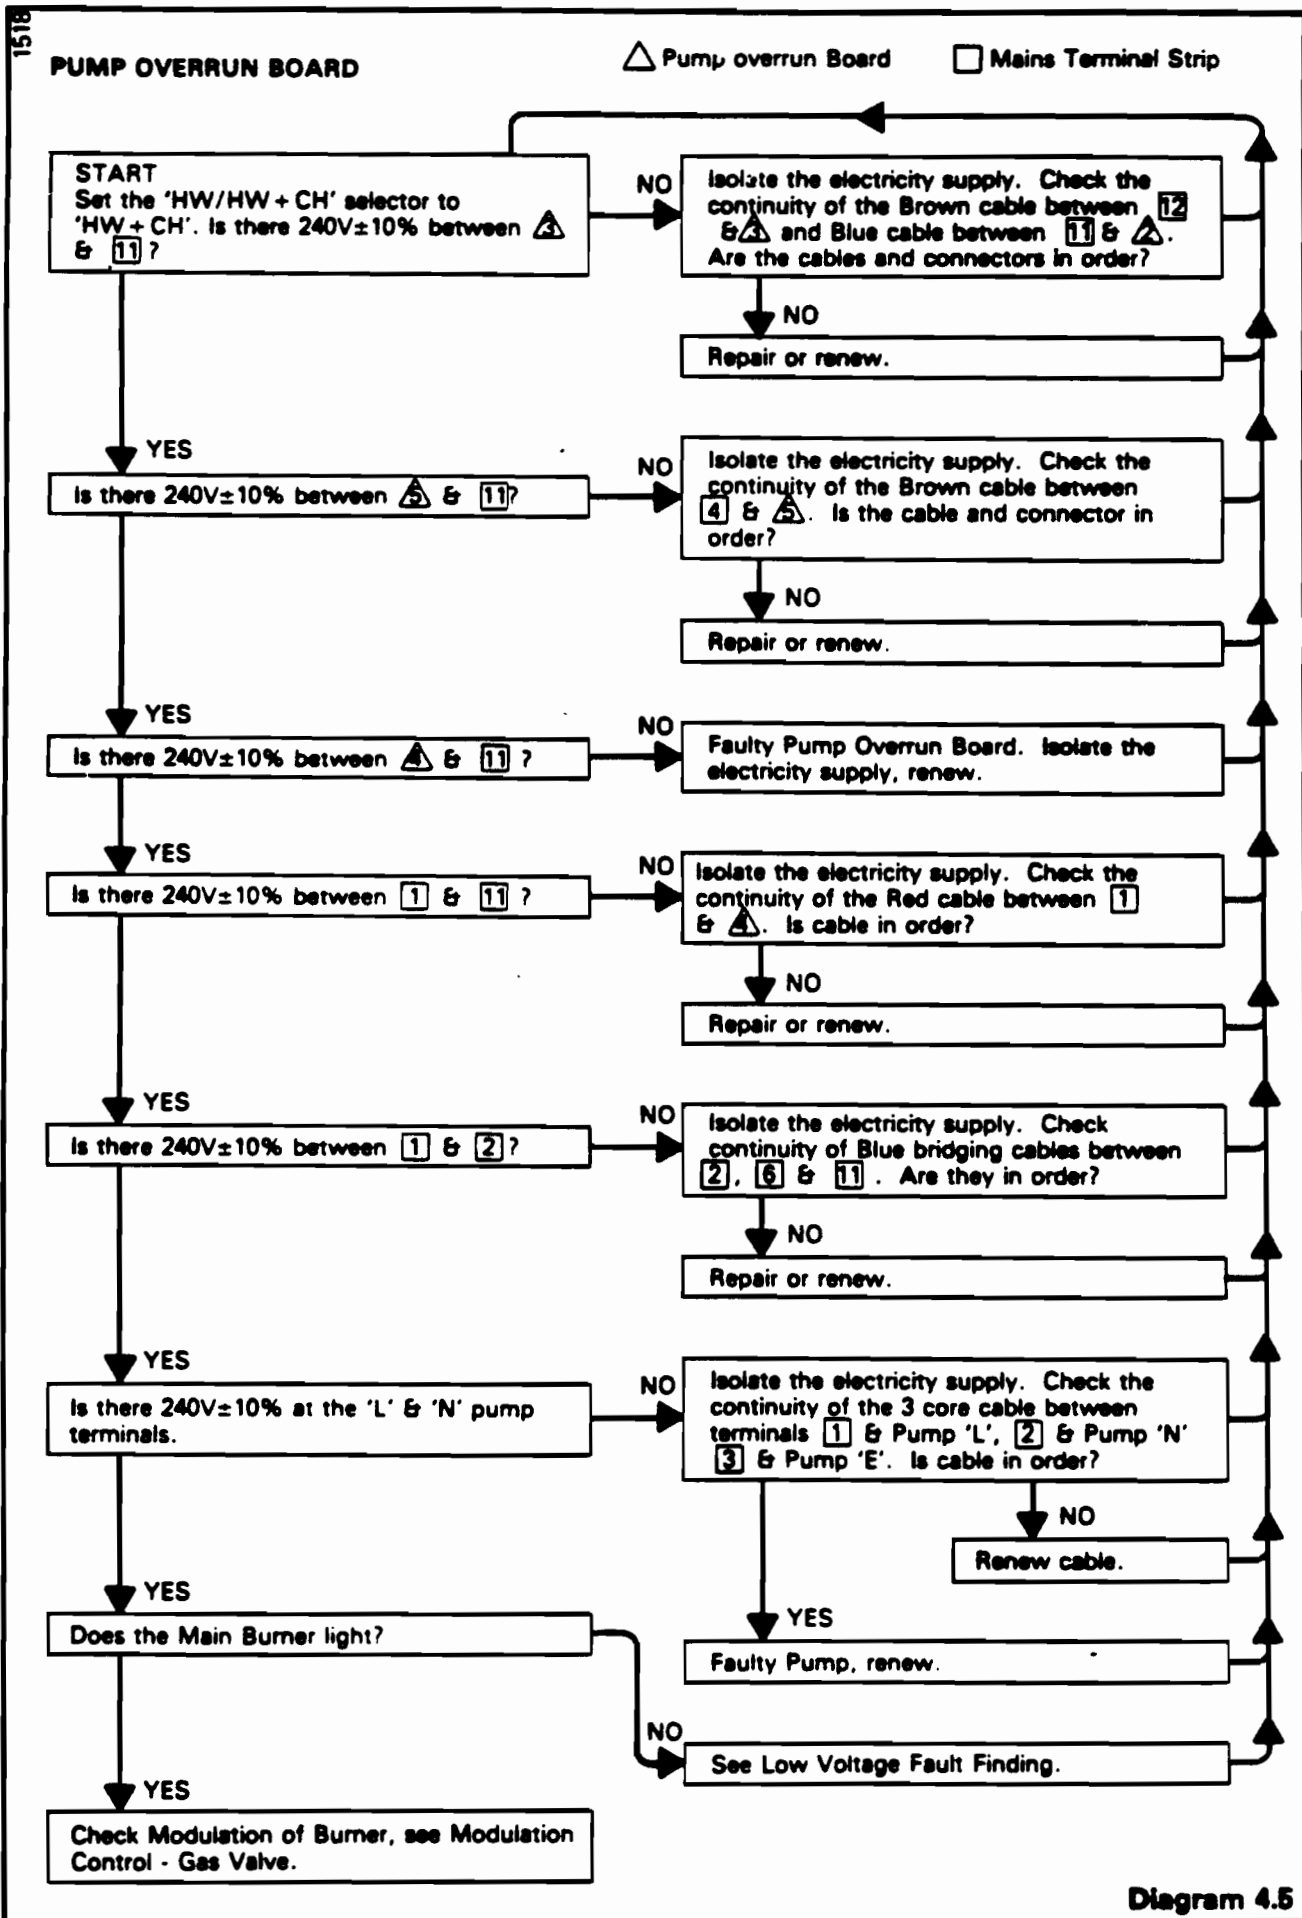 1518
PUMP OVERRUN BOARD
Pump overrun Board
Mains Terminal Strip
START
Set the 'HW/HW + CH' selector to
'HW + CH'. Is there 240V±10% between 3
& 11 ?
NO
Isolate the electricity supply. Check the
continuity of the Brown cable between 12
& 3 and Blue cable between 11 & 2.
Are the cables and connectors in order?
NO
Repair or renew.
YES
Is there 240V±10% between 5 & 11?
NO
Isolate the electricity supply. Check the
continuity of the Brown cable between
4 & 5. Is the cable and connector in
order?
NO
Repair or renew.
YES
Is there 240V±10% between 4 & 11 ?
NO
Faulty Pump Overrun Board. Isolate the
electricity supply, renew.
YES
Is there 240V±10% between 1 & 11 ?
NO
Isolate the electricity supply. Check the
continuity of the Red cable between 1
& 4. Is cable in order?
NO
Repair or renew.
YES
Is there 240V±10% between 1 & 2?
NO
Isolate the electricity supply. Check
continuity of Blue bridging cables between
2, 6 & 11 . Are they in order?
NO
Repair or renew.
YES
Is there 240V±10% at the 'L' & 'N' pump
terminals.
NO
Isolate the electricity supply. Check the
continuity of the 3 core cable between
terminals 1 & Pump 'L', 2 & Pump 'N'
3 & Pump 'E'. Is cable in order?
NO
Renew cable.
YES
Faulty Pump, renew.
YES
Does the Main Burner light?
NO
See Low Voltage Fault Finding.
YES
Check Modulation of Burner, see Modulation
Control - Gas Valve.
Diagram 4.5